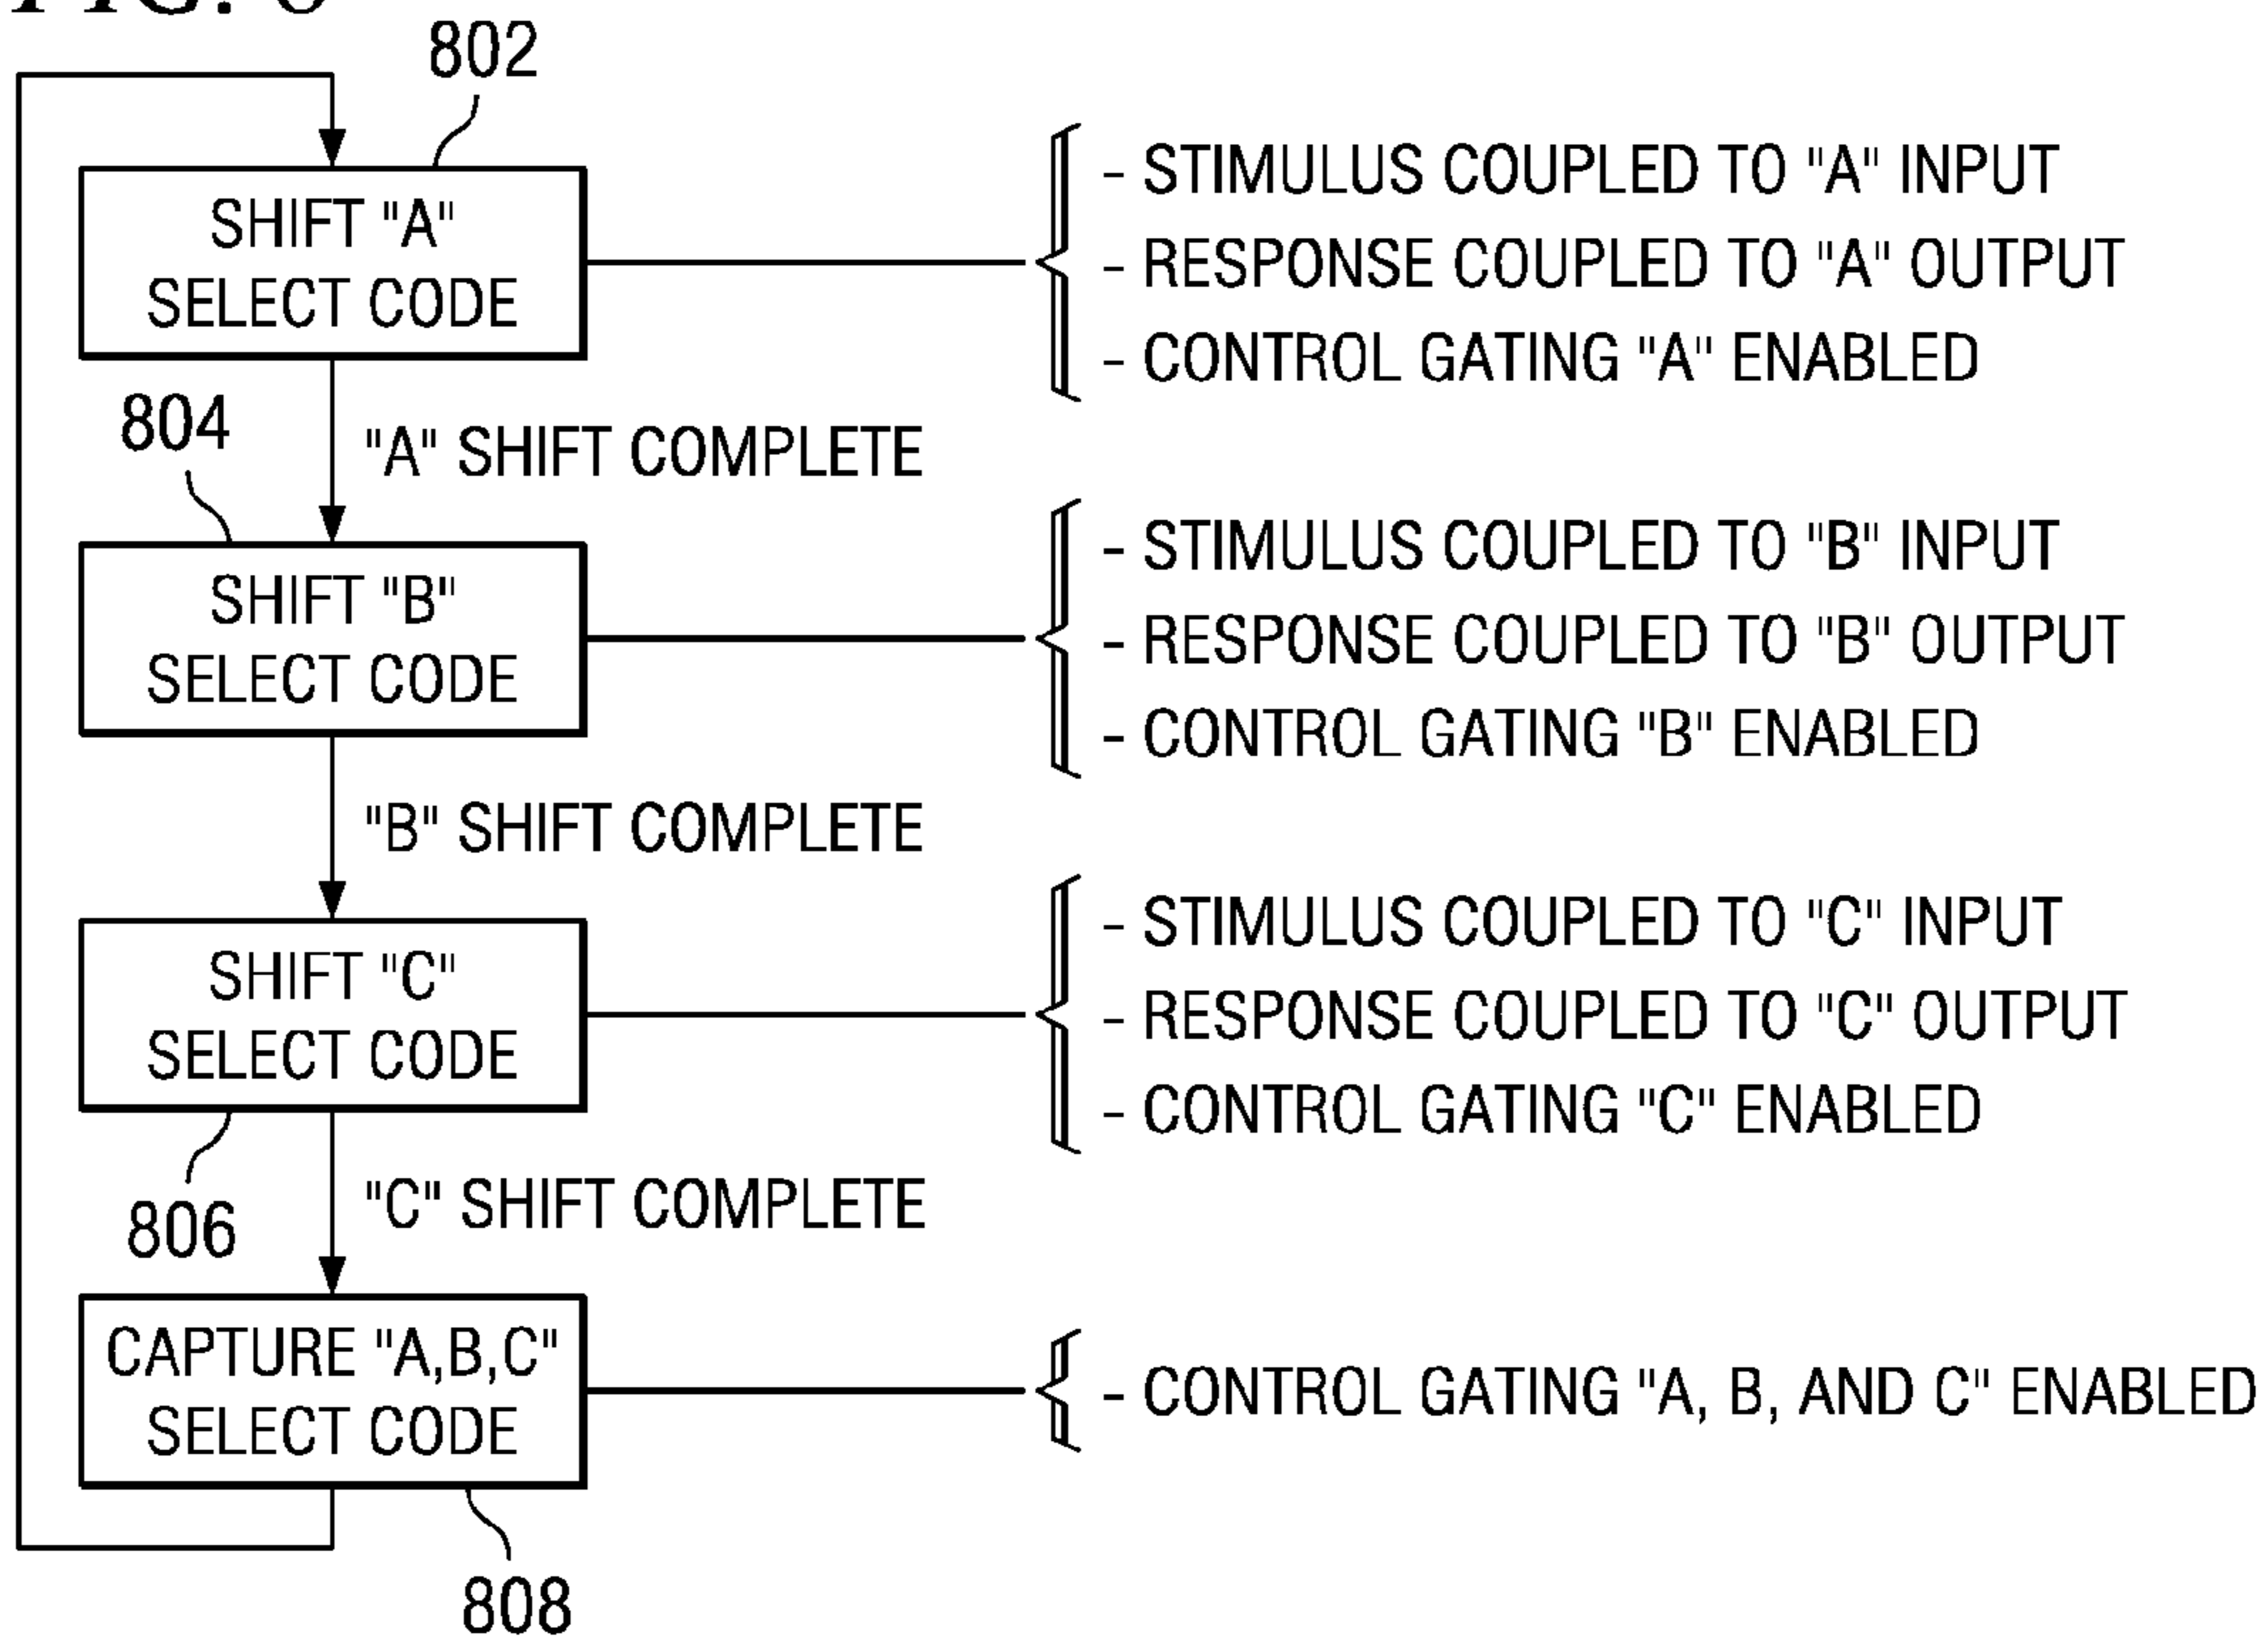 802
SHIFT "A"
SELECT CODE
- STIMULUS COUPLED TO "A" INPUT
- RESPONSE COUPLED TO "A" OUTPUT
- CONTROL GATING "A" ENABLED
804
"A" SHIFT COMPLETE
SHIFT "B"
SELECT CODE
- STIMULUS COUPLED TO "B" INPUT
- RESPONSE COUPLED TO "B" OUTPUT
- CONTROL GATING "B" ENABLED
"B" SHIFT COMPLETE
SHIFT "C"
SELECT CODE
- STIMULUS COUPLED TO "C" INPUT
- RESPONSE COUPLED TO "C" OUTPUT
- CONTROL GATING "C" ENABLED
806
"C" SHIFT COMPLETE
CAPTURE "A,B,C"
SELECT CODE
- CONTROL GATING "A, B, AND C" ENABLED
808